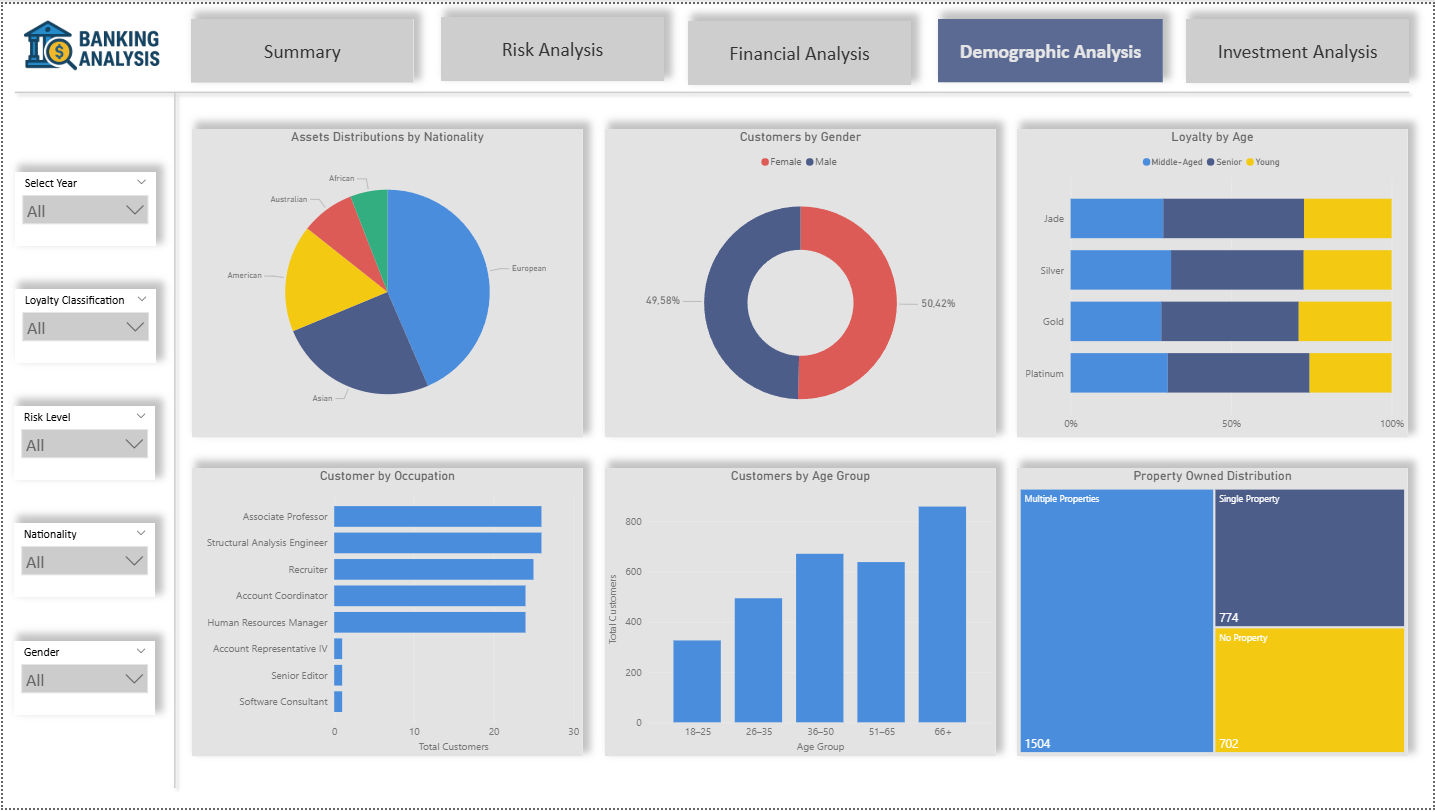 BANKING
ANALYSIS
Summary
Risk Analysis
Financial Analysis
Demographic Analysis
Investment Analysis
Select Year
All
Loyalty Classification
All
Risk Level
All
Nationality
All
Gender
All
Assets Distributions by Nationality
African
Australian
American
European
Asian
Customers by Gender
Female Male
49,58%
50,42%
Loyalty by Age
Middle-Aged Senior Young
Jade
Silver
Gold
Platinum
0% 50% 100%
Customer by Occupation
Associate Professor
Structural Analysis Engineer
Recruiter
Account Coordinator
Human Resources Manager
Account Representative IV
Senior Editor
Software Consultant
0 10 20 30
Total Customers
Customers by Age Group
Total Customers
800
600
400
200
0
18–25 26–35 36–50 51–65 66+
Age Group
Property Owned Distribution
Multiple Properties
1504
Single Property
774
No Property
702